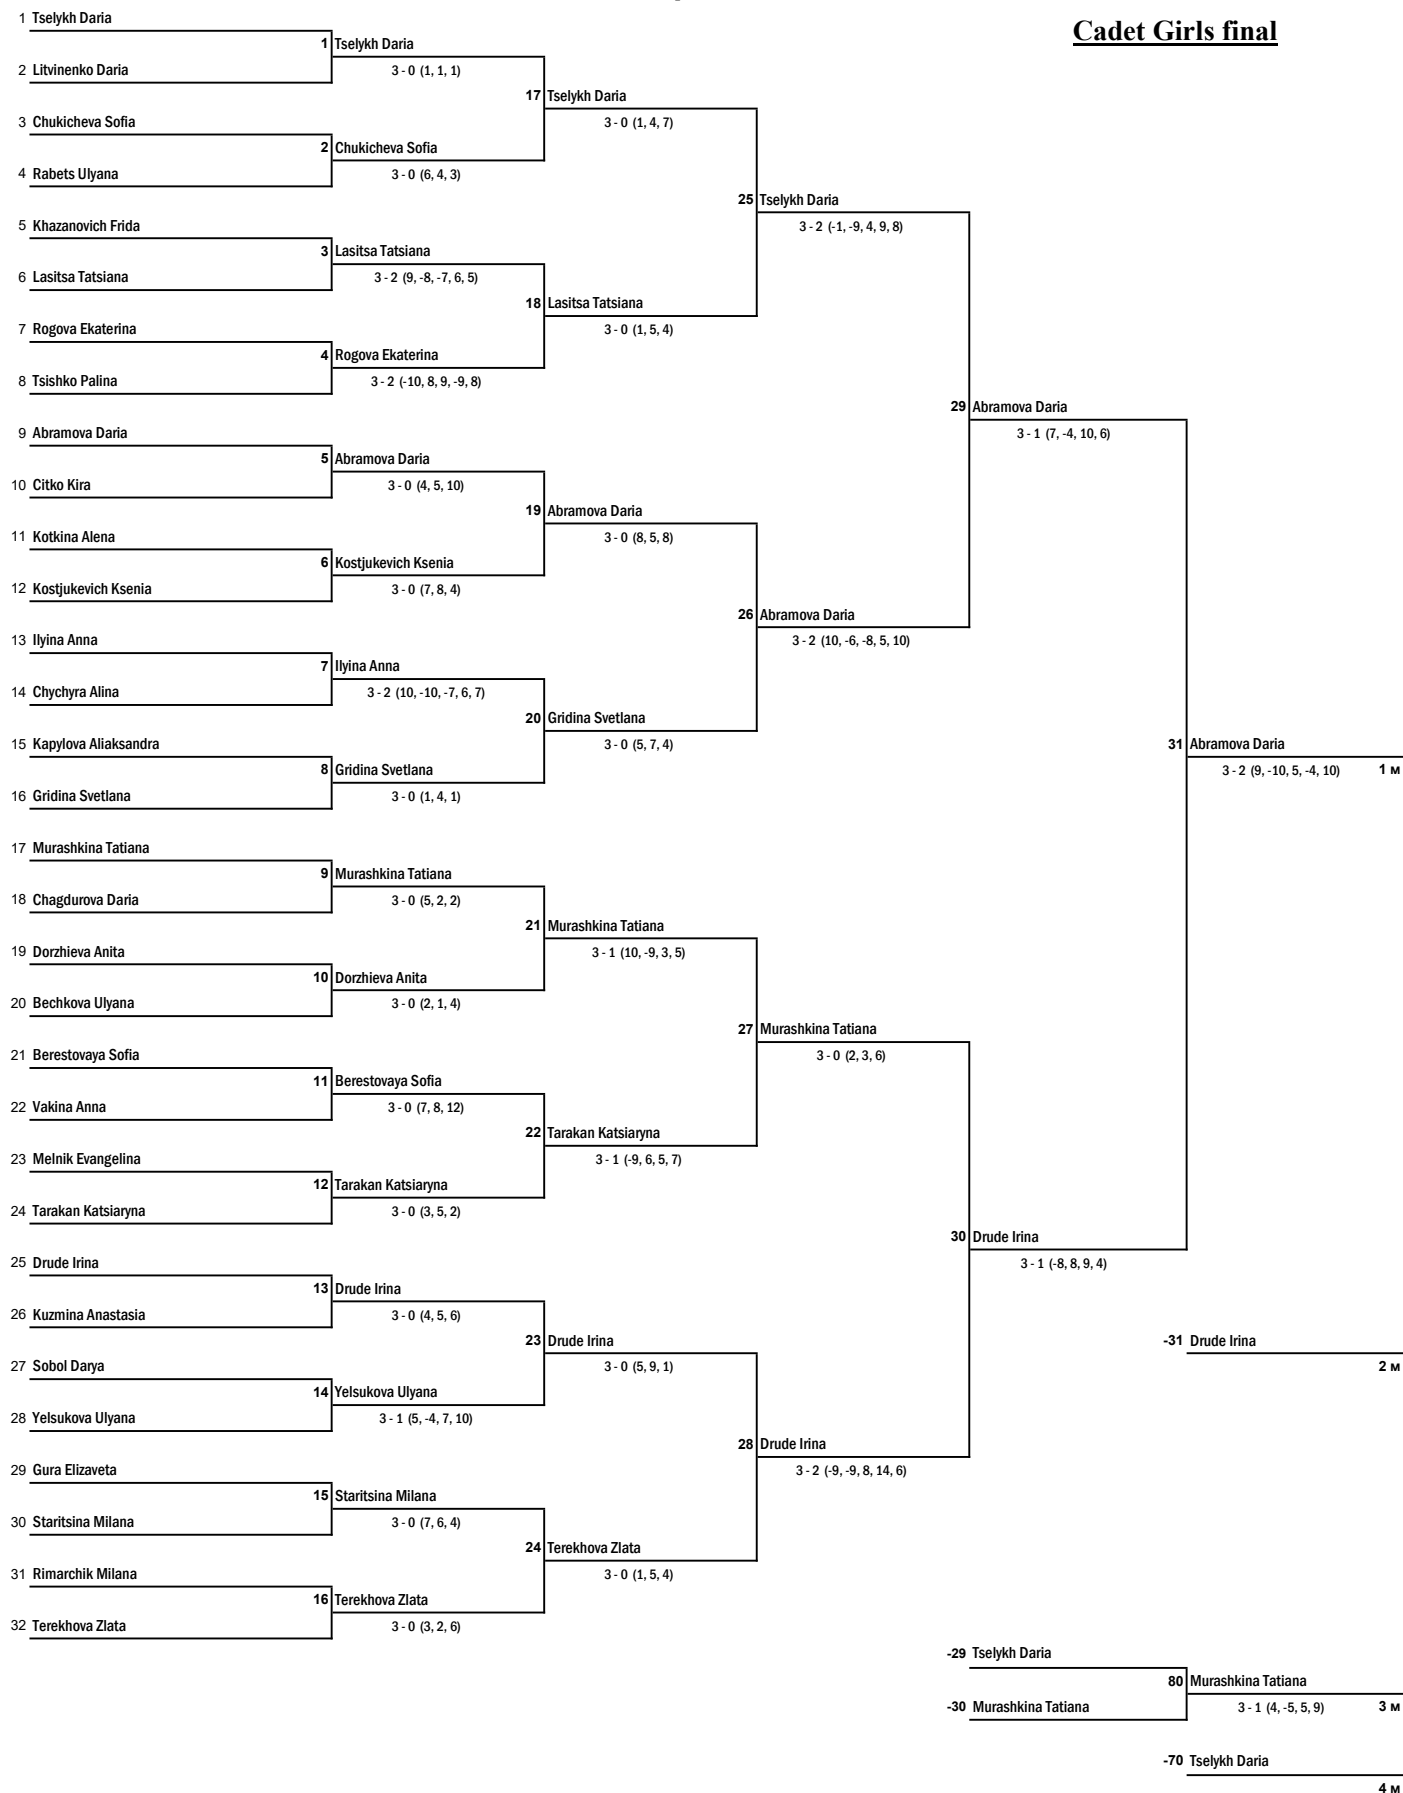 Cadet Girls final
1 Tselykh Daria
1 Tselykh Daria
2 Litvinenko Daria
3 - 0 (1, 1, 1)
17 Tselykh Daria
3 Chukicheva Sofia
3 - 0 (1, 4, 7)
2 Chukicheva Sofia
4 Rabets Ulyana
3 - 0 (6, 4, 3)
25 Tselykh Daria
5 Khazanovich Frida
3 - 2 (-1, -9, 4, 9, 8)
3 Lasitsa Tatsiana
6 Lasitsa Tatsiana
3 - 2 (9, -8, -7, 6, 5)
18 Lasitsa Tatsiana
7 Rogova Ekaterina
3 - 0 (1, 5, 4)
4 Rogova Ekaterina
8 Tsishko Palina
3 - 2 (-10, 8, 9, -9, 8)
29 Abramova Daria
9 Abramova Daria
3 - 1 (7, -4, 10, 6)
5 Abramova Daria
10 Citko Kira
3 - 0 (4, 5, 10)
19 Abramova Daria
11 Kotkina Alena
3 - 0 (8, 5, 8)
6 Kostjukevich Ksenia
12 Kostjukevich Ksenia
3 - 0 (7, 8, 4)
26 Abramova Daria
13 Ilyina Anna
3 - 2 (10, -6, -8, 5, 10)
7 Ilyina Anna
14 Chychyra Alina
3 - 2 (10, -10, -7, 6, 7)
20 Gridina Svetlana
15 Kapylova Aliaksandra
3 - 0 (5, 7, 4)
31 Abramova Daria
8 Gridina Svetlana
3 - 2 (9, -10, 5, -4, 10) 1 м
16 Gridina Svetlana
3 - 0 (1, 4, 1)
17 Murashkina Tatiana
9 Murashkina Tatiana
18 Chagdurova Daria
3 - 0 (5, 2, 2)
21 Murashkina Tatiana
19 Dorzhieva Anita
3 - 1 (10, -9, 3, 5)
10 Dorzhieva Anita
20 Bechkova Ulyana
3 - 0 (2, 1, 4)
27 Murashkina Tatiana
21 Berestovaya Sofia
3 - 0 (2, 3, 6)
11 Berestovaya Sofia
22 Vakina Anna
3 - 0 (7, 8, 12)
22 Tarakan Katsiaryna
23 Melnik Evangelina
3 - 1 (-9, 6, 5, 7)
12 Tarakan Katsiaryna
24 Tarakan Katsiaryna
3 - 0 (3, 5, 2)
30 Drude Irina
25 Drude Irina
3 - 1 (-8, 8, 9, 4)
13 Drude Irina
26 Kuzmina Anastasia
3 - 0 (4, 5, 6)
23 Drude Irina
-31 Drude Irina
27 Sobol Darya
3 - 0 (5, 9, 1)
2 м
14 Yelsukova Ulyana
28 Yelsukova Ulyana
3 - 1 (5, -4, 7, 10)
28 Drude Irina
29 Gura Elizaveta
3 - 2 (-9, -9, 8, 14, 6)
15 Staritsina Milana
30 Staritsina Milana
3 - 0 (7, 6, 4)
24 Terekhova Zlata
31 Rimarchik Milana
3 - 0 (1, 5, 4)
16 Terekhova Zlata
32 Terekhova Zlata
3 - 0 (3, 2, 6)
-29 Tselykh Daria
80 Murashkina Tatiana
-30 Murashkina Tatiana
3 - 1 (4, -5, 5, 9) 3 м
-70 Tselykh Daria
4 м